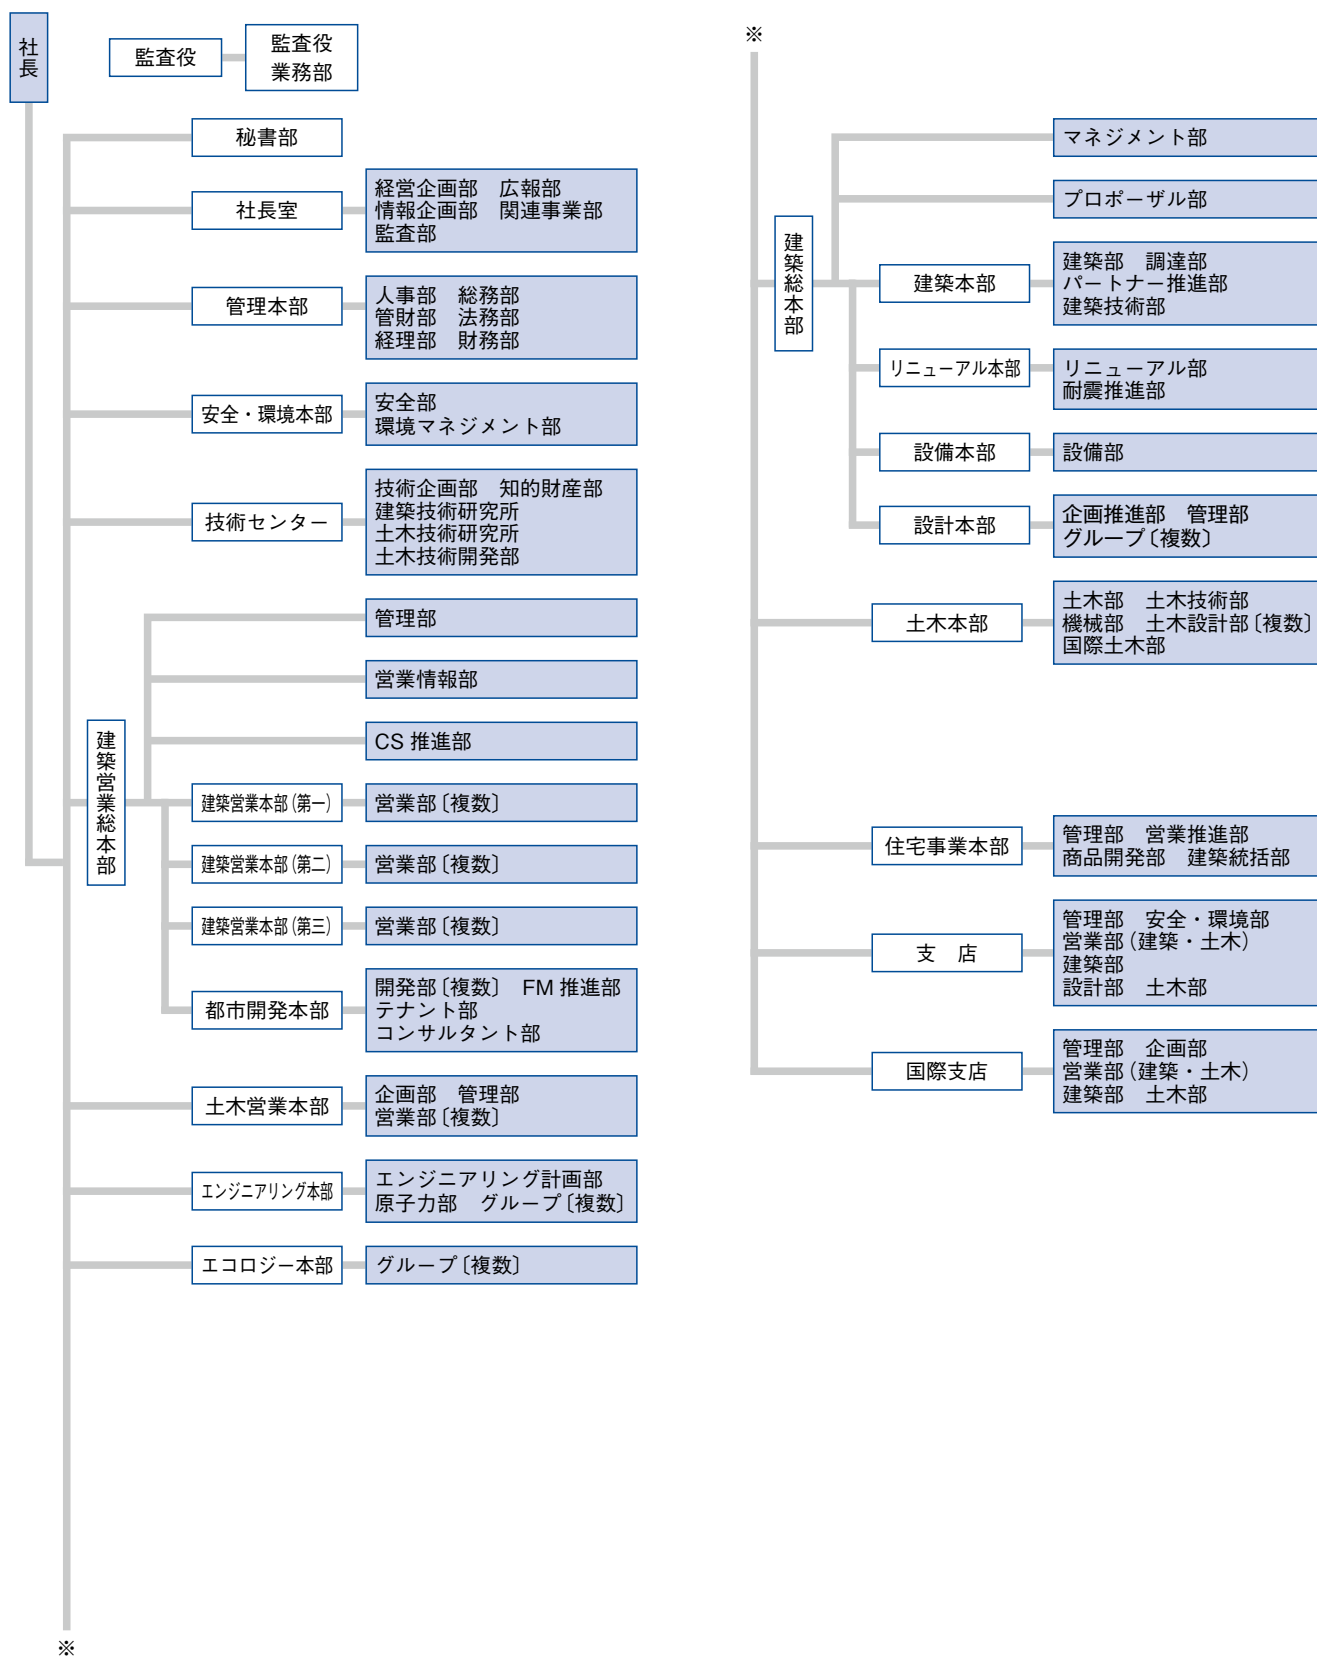 社長
監査役
監査役
業務部
秘書部
社長室
経営企画部　広報部
情報企画部　関連事業部
監査部
管理本部
人事部　総務部
管財部　法務部
経理部　財務部
安全・環境本部
安全部
環境マネジメント部
技術センター
技術企画部　知的財産部
建築技術研究所
土木技術研究所
土木技術開発部
建築営業総本部
管理部
営業情報部
CS 推進部
建築営業本部（第一）
営業部〔複数〕
建築営業本部（第二）
営業部〔複数〕
建築営業本部（第三）
営業部〔複数〕
都市開発本部
開発部〔複数〕　FM 推進部
テナント部
コンサルタント部
土木営業本部
企画部　管理部
営業部〔複数〕
エンジニアリング本部
エンジニアリング計画部
原子力部　グループ〔複数〕
エコロジー本部
グループ〔複数〕
※
※
建築総本部
マネジメント部
プロポーザル部
建築本部
建築部　調達部
パートナー推進部
建築技術部
リニューアル本部
リニューアル部
耐震推進部
設備本部
設備部
設計本部
企画推進部　管理部
グループ〔複数〕
土木本部
土木部　土木技術部
機械部　土木設計部〔複数〕
国際土木部
住宅事業本部
管理部　営業推進部
商品開発部　建築統括部
支　店
管理部　安全・環境部
営業部（建築・土木）
建築部
設計部　土木部
国際支店
管理部　企画部
営業部（建築・土木）
建築部　土木部